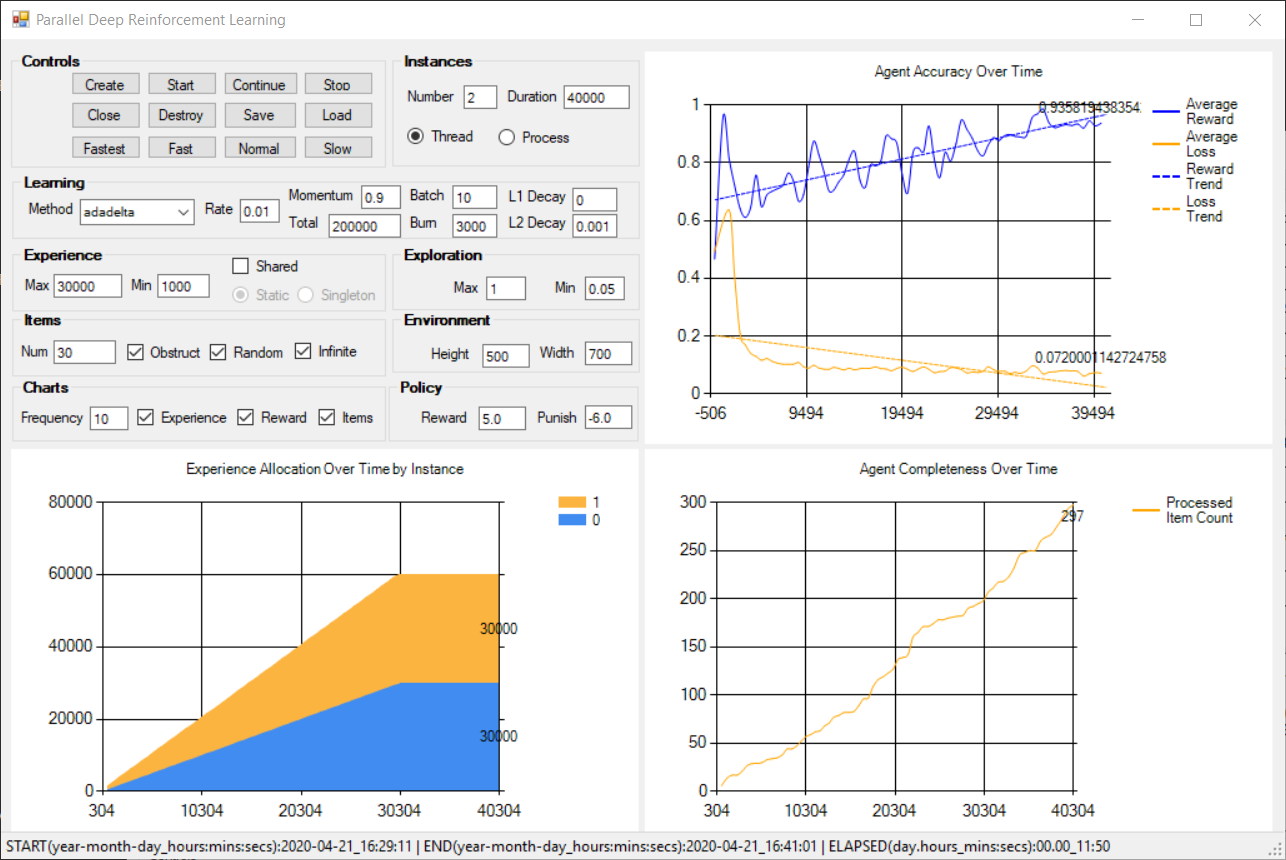 Parallel Deep Reinforcement Learning
Controls
Create Start Continue Stop
Close Destroy Save Load
Fastest Fast Normal Slow
Instances
Number 2 Duration 40000
Thread Process
Learning
Method adadelta Rate 0.01
Momentum 0.9 Batch 10 L1 Decay 0
Total 200000 Burn 3000 L2 Decay 0.001
Experience
Max 30000 Min 1000
Shared
Static Singleton
Exploration
Max 1 Min 0.05
Items
Num 30 Obstruct Random Infinite
Environment
Height 500 Width 700
Charts
Frequency 10 Experience Reward Items
Policy
Reward 5.0 Punish -6.0
Agent Accuracy Over Time
1
0.8
0.6
0.4
0.2
0
-506 9494 19494 29494 39494
0.935819438354
0.0720001142724758
Average
Reward
Average
Loss
Reward
Trend
Loss
Trend
Experience Allocation Over Time by Instance
80000
60000
40000
20000
0
304 10304 20304 30304 40304
30000
30000
1
0
Agent Completeness Over Time
300
250
200
150
100
50
0
304 10304 20304 30304 40304
297
Processed
Item Count
START(year-month-day_hours:mins:secs):2020-04-21_16:29:11 | END(year-month-day_hours:mins:secs):2020-04-21_16:41:01 | ELAPSED(day.hours_mins:secs):00.00_11:50